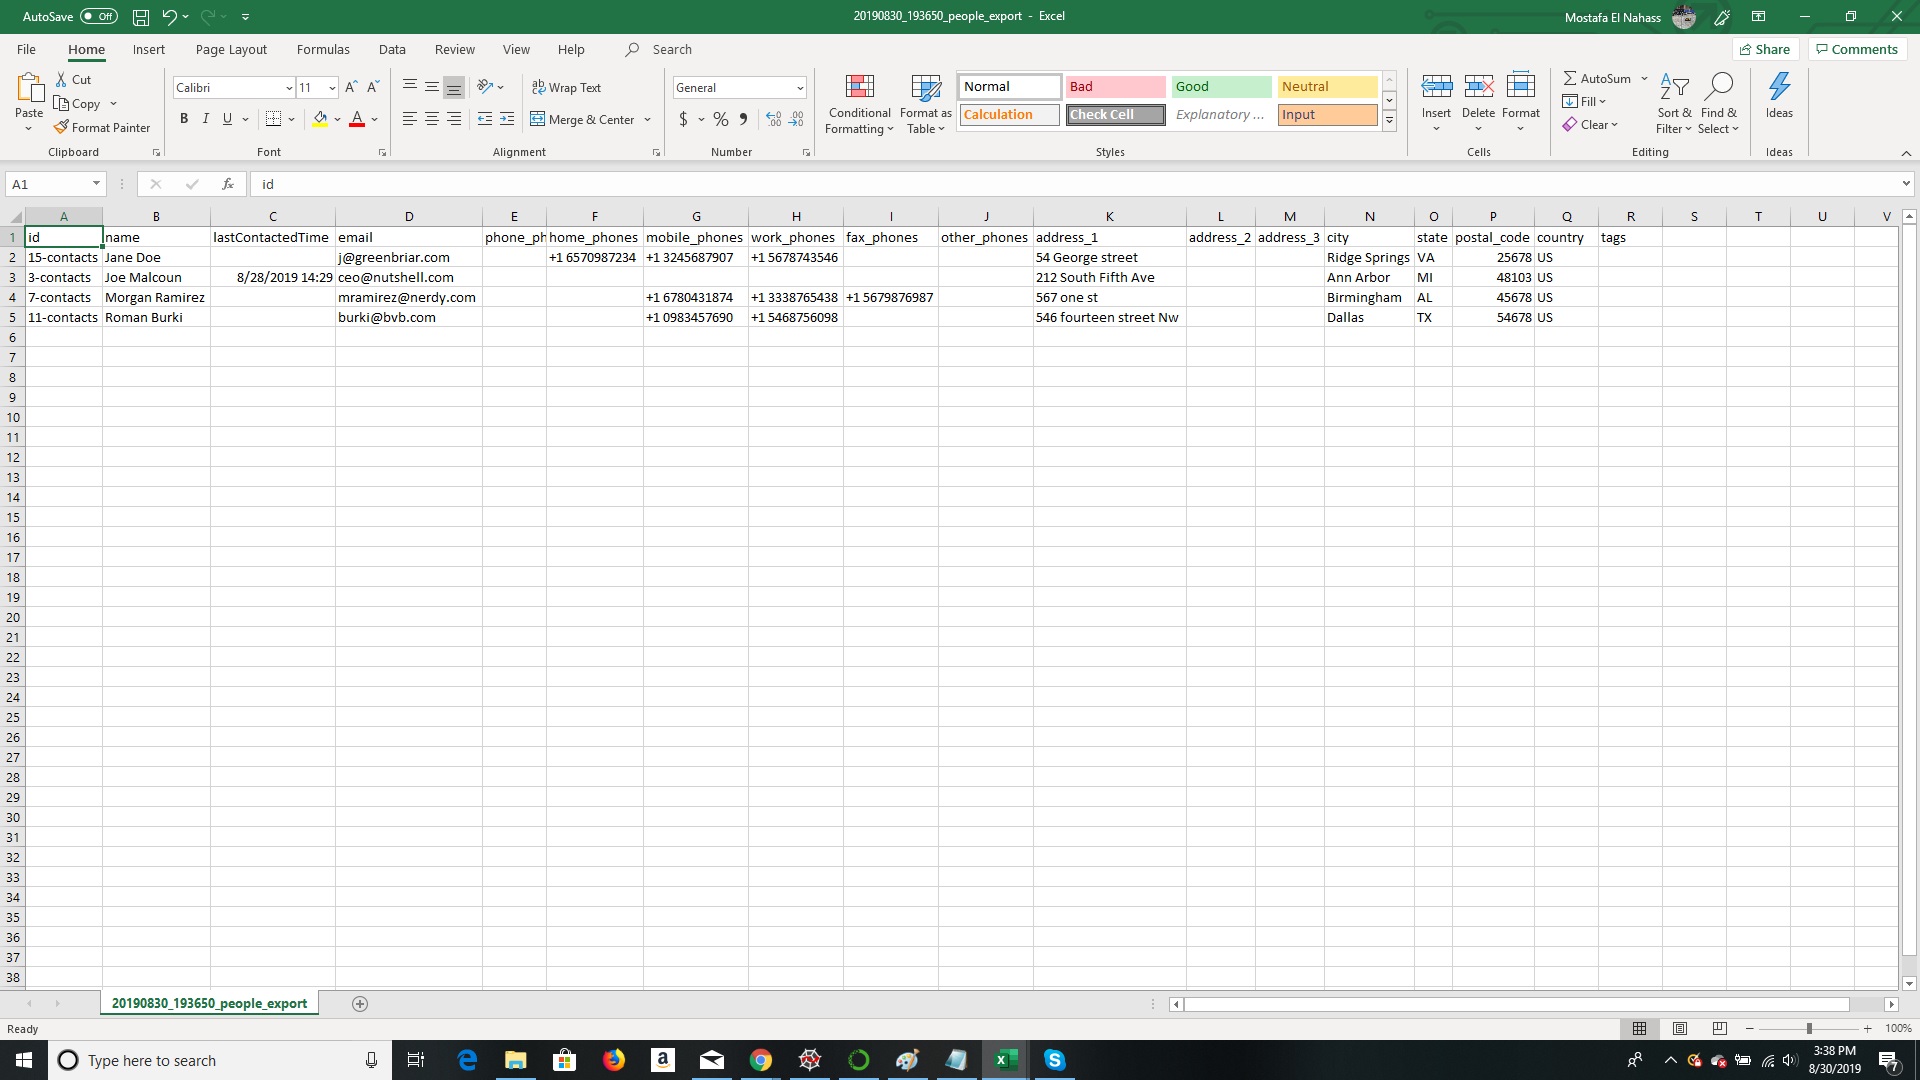 AutoSave Off 20190830_193650_people_export - Excel Mostafa El Nahass
File Home Insert Page Layout Formulas Data Review View Help Search Share Comments
Paste Cut Copy Format Painter Clipboard
Calibri 11 B I U A A A Font
Wrap Text Merge & Center Alignment
General $ % Number
Conditional Formatting Format as Table
Normal Bad Good Neutral
Calculation Check Cell Explanatory ... Input
Styles
Insert Delete Format Cells
AutoSum Fill Clear Sort & Filter Find & Select Editing
Ideas Ideas
A1 fx id
A B C D E F G H I J K L M N O P Q R S T U V
1 id name lastContactedTime email phone_ph home_phones mobile_phones work_phones fax_phones other_phones address_1 address_2 address_3 city state postal_code country tags
2 15-contacts Jane Doe j@greenbriar.com +1 6570987234 +1 3245687907 +1 5678743546 54 George street Ridge Springs VA 25678 US
3 3-contacts Joe Malcoun 8/28/2019 14:29 ceo@nutshell.com 212 South Fifth Ave Ann Arbor MI 48103 US
4 7-contacts Morgan Ramirez mramirez@nerdy.com +1 6780431874 +1 3338765438 +1 5679876987 567 one st Birmingham AL 45678 US
5 11-contacts Roman Burki burki@bvb.com +1 0983457690 +1 5468756098 546 fourteen street Nw Dallas TX 54678 US
6
7
8
9
10
11
12
13
14
15
16
17
18
19
20
21
22
23
24
25
26
27
28
29
30
31
32
33
34
35
36
37
38
20190830_193650_people_export
Ready 100%
Type here to search 3:38 PM
8/30/2019 7